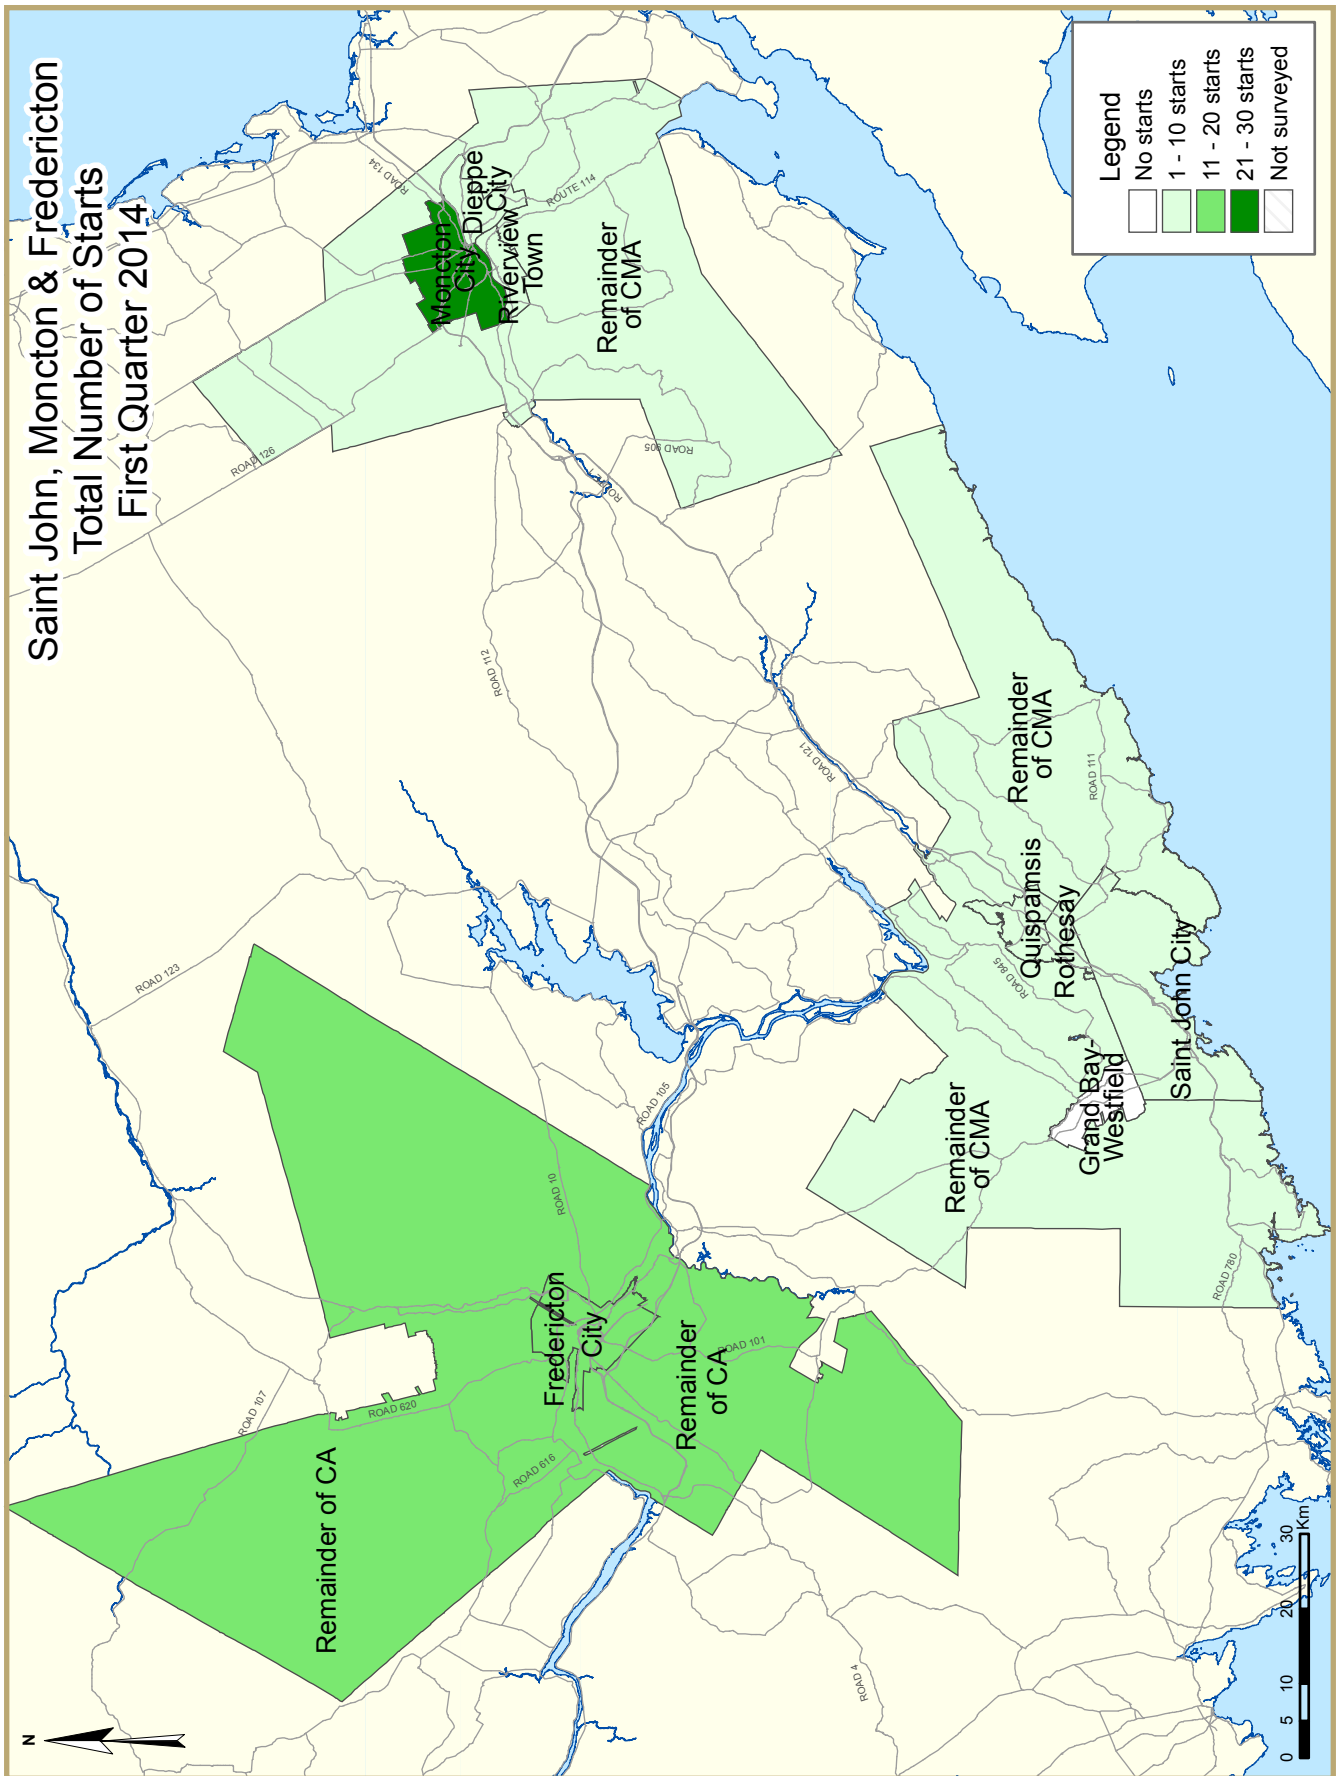 Saint John, Moncton & Fredericton
Total Number of Starts
First Quarter 2014
N
Legend
No starts
1 - 10 starts
11 - 20 starts
21 - 30 starts
Not surveyed
ROAD 134
ROAD 126
Moncton
City
Dieppe
City
Riverview
Town
ROUTE 114
Remainder
of CMA
ROAD 905
ROUTE 1
ROAD 112
ROAD 121
ROAD 123
ROAD 107
ROAD 620
Remainder of CA
ROAD 616
ROAD 10
ROAD 105
Fredericton
City
Remainder
of CA
ROAD 101
Remainder
of CMA
ROAD 111
Quispamsis
Rothesay
ROAD 845
Saint John City
Grand Bay-
Westfield
Remainder
of CMA
ROAD 780
ROAD 4
0 5 10 20 30
Km